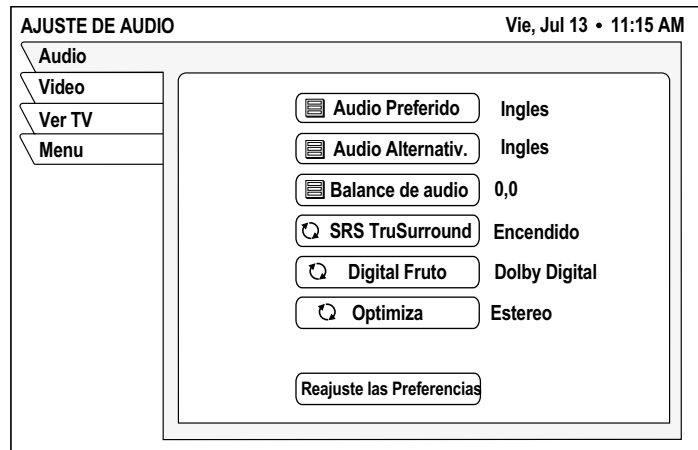 AJUSTE DE AUDIO Vie, Jul 13 • 11:15 AM
Audio
Video
Ver TV
Menu
Audio Preferido Ingles
Audio Alternativ. Ingles
Balance de audio 0,0
SRS TruSurround Encendido
Digital Fruto Dolby Digital
Optimiza Estereo
Reajuste las Preferencias